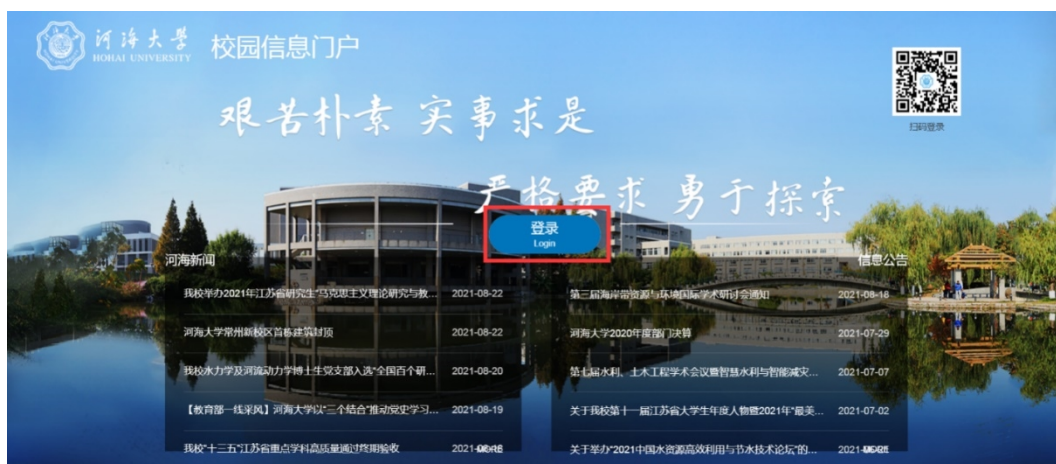 河海大学
HOHAI UNIVERSITY
校园信息门户
艰苦朴素 实事求是
扫码登录
严格要求 勇于探索
登录
Login
河海新闻
我校举办2021年江苏省研究生“马克思主义理论研究与教... 2021-08-22
河海大学常州新校区首栋建筑封顶 2021-08-22
我校水力学及河流动力学博士生党支部入选“全国百个研... 2021-08-20
【教育部一线采风】河海大学以“三个结合”推动党史学习... 2021-08-19
我校“十三五”江苏省重点学科高质量通过终期验收
信息公告
第三届海岸带资源与环境国际学术研讨会通知 2021-08-18
河海大学2020年度部门决算 2021-07-29
第七届水利、土木工程学术会议暨智慧水利与智能减灾... 2021-07-07
关于我校第十一届江苏省大学生年度人物暨2021年“最美... 2021-07-02
关于举办“2021中国水资源高效利用与节水技术论坛”的...